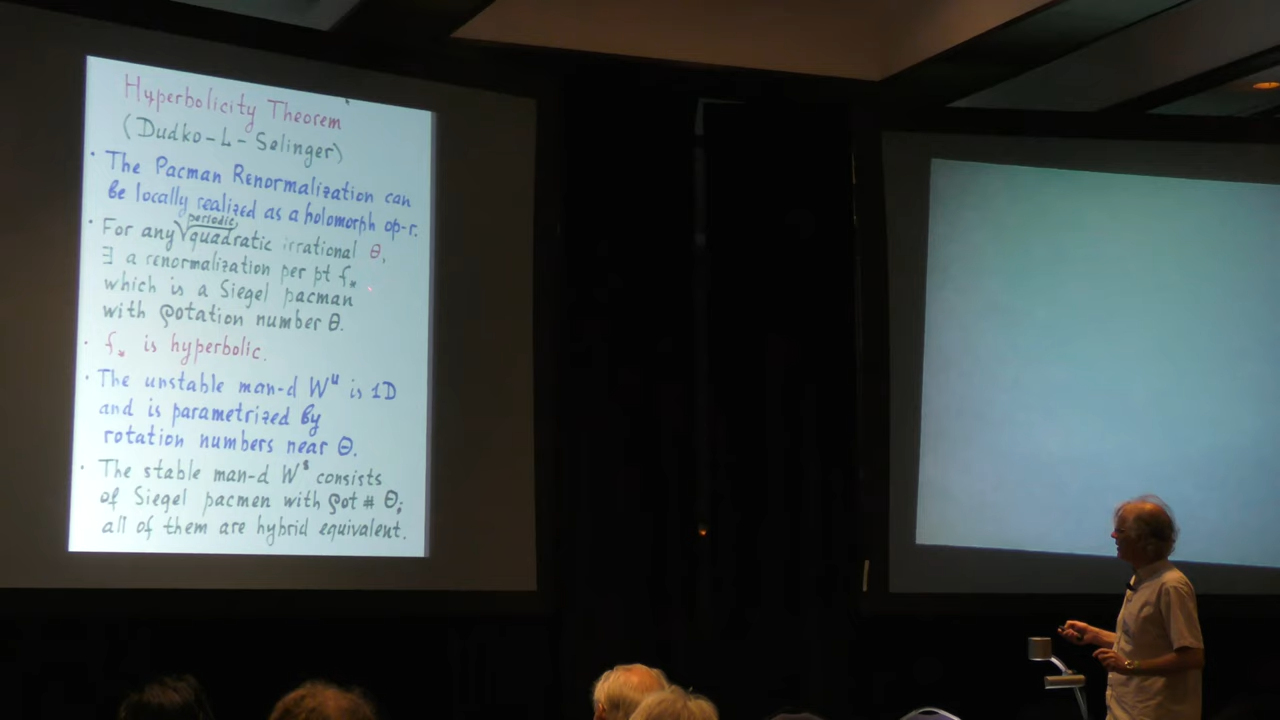 Hyperbolicity Theorem
(Dudko-L-Selinger)
· The Pacman Renormalization can
be locally realized as a holomorph op-r.
periodic
· For any √quadratic irrational θ,
∃ a renormalization per pt f*
which is a Siegel pacman
with rotation number θ.
· f* is hyperbolic.
· The unstable man-d Wᵘ is 1D
and is parametrized by
rotation numbers near θ.
· The stable man-d Wˢ consists
of Siegel pacmen with rot # θ;
all of them are hybrid equivalent.